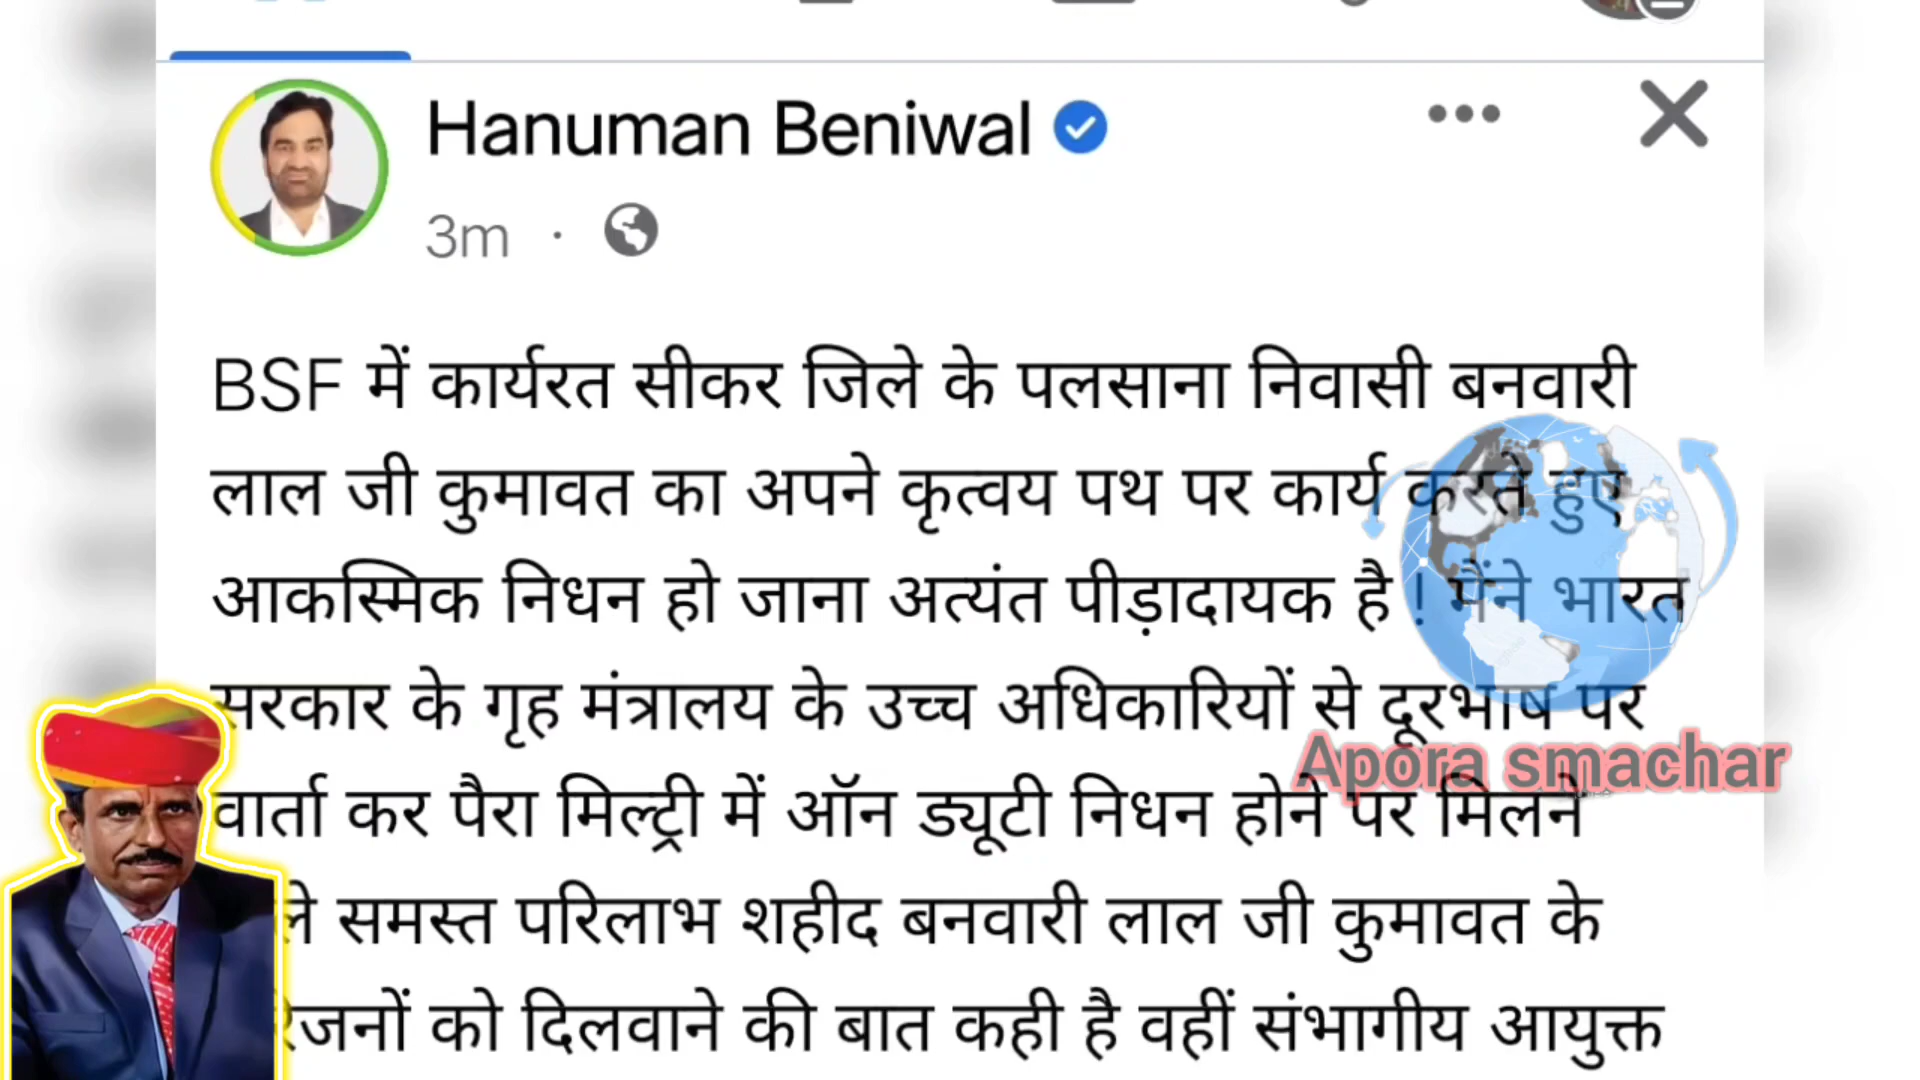 Hanuman Beniwal
3m ·
BSF में कार्यरत सीकर जिले के पलसाना निवासी बनवारी
लाल जी कुमावत का अपने कृत्वय पथ पर कार्य करते हुए
आकस्मिक निधन हो जाना अत्यंत पीड़ादायक है ! मैंने भारत
सरकार के गृह मंत्रालय के उच्च अधिकारियों से दूरभाष पर
Apora smachar
वार्ता कर पैरा मिल्ट्री में ऑन ड्यूटी निधन होने पर मिलने
समस्त परिलाभ शहीद बनवारी लाल जी कुमावत के
को दिलवाने की बात कही है वहीं संभागीय आयुक्त